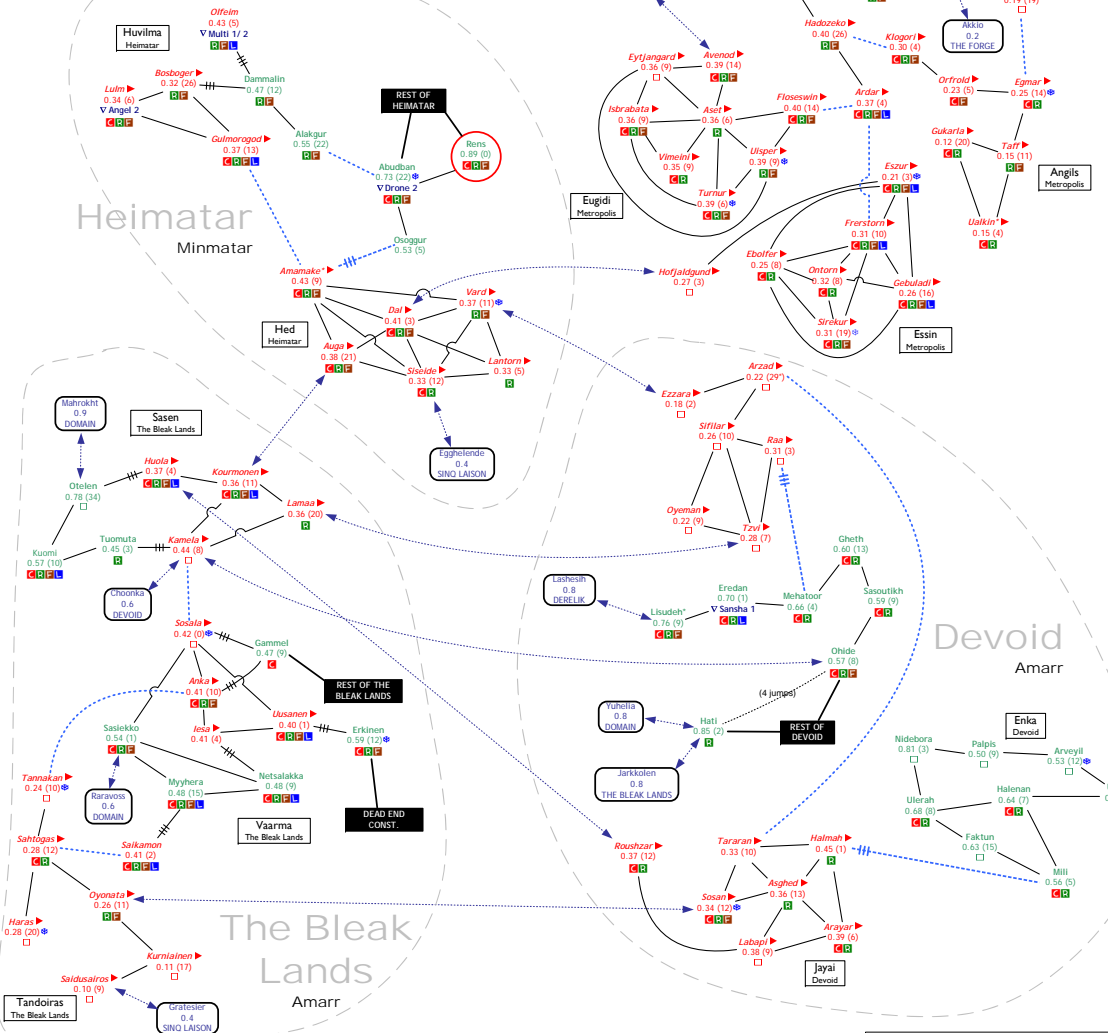 Olfeim
0.43 (5)
∇ Multi 1/ 2
R F L
Huvilma
Heimatar
Bosboger
0.32 (26)
R F
Dammalin
0.47 (12)
R F
Lulm
0.34 (6)
∇ Angel 2
C R F
Gulmorogod
0.37 (13)
C R F L
Alakgur
0.55 (22)
R F
REST OF
HEIMATAR
Rens
0.89 (0)
C R F
Abudban
0.73 (22)❄
∇ Drone 2
C R F
Osoggur
0.53 (5)
Heimatar
Minmatar
Amamake*
0.43 (9)
C R F
Hed
Heimatar
Dal
0.41 (3)
C R F
Vard
0.37 (11)❄
R F
Auga
0.38 (21)
C R F
Siseide
0.33 (12)
C R
Lantorn
0.33 (5)
R
Egghelende
0.4
SINQ LAISON
Eytjangard
0.36 (9)
Avenod
0.39 (14)
C R F
Isbrabata
0.36 (9)
C R F
Aset
0.36 (6)
R
Floseswin
0.40 (14)
C R F
Vimeini
0.35 (9)
C R
Uisper
0.39 (9)❄
R F
Turnur
0.39 (6)❄
C R F
Eugidi
Metropolis
Hadozeko
0.40 (26)
R F
Klogori
0.30 (4)
C R F
Akkio
0.2
THE FORGE
0.19 (19)
Orfrold
0.23 (5)
C F
Egmar
0.25 (14)❄
C R
Ardar
0.37 (4)
C R F L
Gukarla
0.12 (20)
C R
Taff
0.15 (11)
R F
Angils
Metropolis
Ualkin*
0.15 (4)
C R
Eszur
0.21 (3)❄
C R F L
Frerstorn
0.31 (10)
C R F L
Ebolfer
0.25 (8)
C R
Ontorn
0.32 (8)
C R
Gebuladi
0.26 (16)
C R F L
Sirekur
0.31 (19)❄
C R F
Essin
Metropolis
Hofjaldgund
0.27 (3)
Arzad
0.22 (29*)
Ezzara
0.18 (2)
Sifilar
0.26 (10)
Raa
0.31 (3)
Oyeman
0.22 (9)
Tzvi
0.28 (7)
Mahrokht
0.9
DOMAIN
Sasen
The Bleak Lands
Huola
0.37 (4)
C R F L
Kourmonen
0.36 (11)
C R F L
Otelen
0.78 (34)
Lamaa
0.36 (20)
R
Tuomuta
0.45 (3)
R
Kamela
0.44 (8)
Kuomi
0.57 (10)
C R F L
Choonka
0.6
DEVOID
Gheth
0.60 (13)
C R
Lashesih
0.8
DERELIK
Lisudeh*
0.76 (9)
C R F
Eredan
0.70 (1)
∇ Sansha 1
C R L
Mehatoor
0.66 (4)
C R
Sasoutikh
0.59 (9)
C R
Devoid
Amarr
Ohide
0.57 (8)
C R F
(4 jumps)
Yuhelia
0.8
DOMAIN
Hati
0.85 (2)
R
REST OF
DEVOID
Jarkkolen
0.8
THE BLEAK LANDS
Sosala
0.42 (0)❄
Gammel
0.47 (9)
C
REST OF THE
BLEAK LANDS
Anka
0.41 (10)
C R F
Sasiekko
0.54 (1)
C R F
Iesa
0.41 (4)
Uusanen
0.40 (1)
C R F L
Erkinen
0.59 (12)❄
C R F
Tannakan
0.24 (10)❄
Raravoss
0.6
DOMAIN
Myyhera
0.48 (15)
C R F L
Netsalakka
0.48 (9)
C R F L
Vaarma
The Bleak Lands
DEAD END
CONST.
Sahtogas
0.28 (12)
C R
Saikamon
0.41 (2)
C R F L
Oyonata
0.26 (11)
R F
Haras
0.28 (20)❄
Kurniainen
0.11 (17)
Saidusairos
0.10 (9)
Tandoiras
The Bleak Lands
Gratesier
0.4
SINQ LAISON
The Bleak
Lands
Amarr
Enka
Devoid
Nidebora
0.81 (3)
Palpis
0.50 (9)
Arveyil
0.53 (12)❄
Ulerah
0.68 (8)
C R F
Halenan
0.64 (7)
C R
Faktun
0.63 (15)
Mili
0.56 (5)
C R
Roushzar
0.37 (12)
C R
Tararan
0.33 (10)
Halmah
0.45 (1)
R
Asghed
0.36 (13)
R
Sosan
0.34 (12)❄
C R F
Arayar
0.39 (6)
C R
Labapi
0.38 (9)
Jayai
Devoid